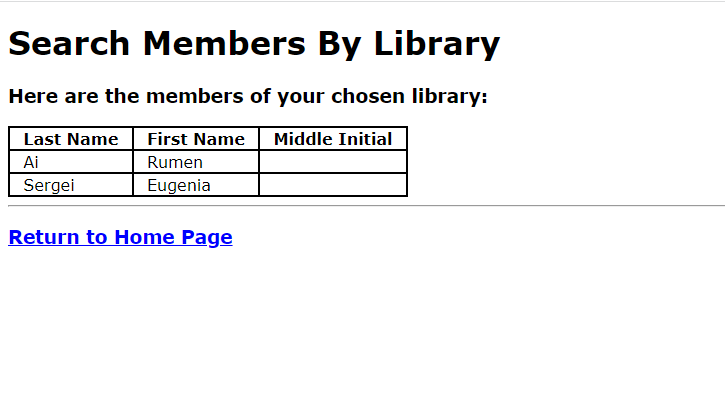 Search Members By Library
Here are the members of your chosen library:
Last Name First Name Middle Initial
Ai Rumen
Sergei Eugenia
Return to Home Page